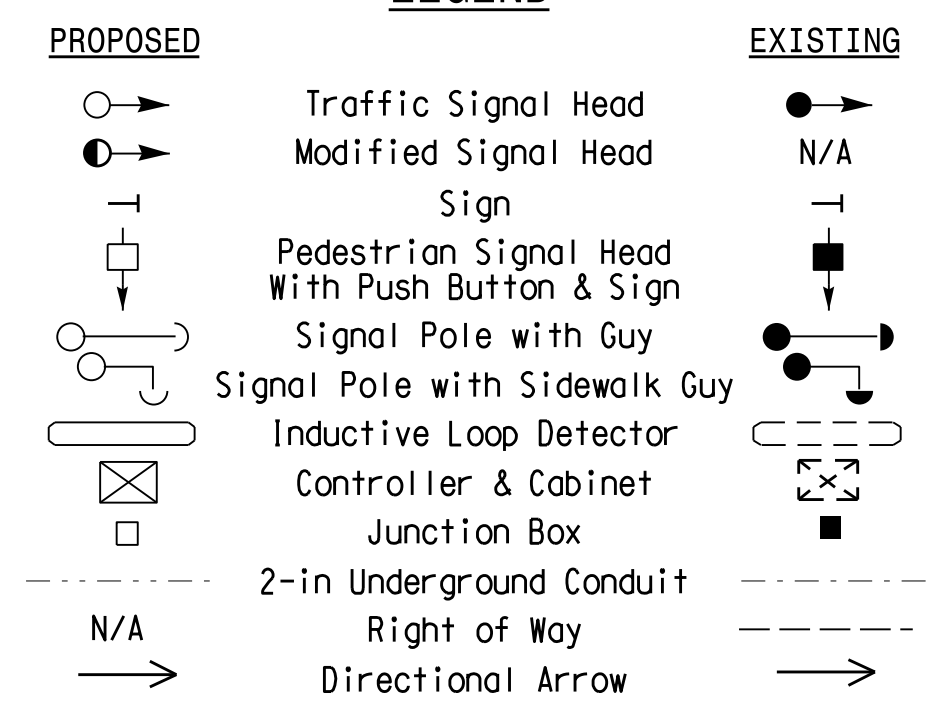 LEGEND
PROPOSED EXISTING
Traffic Signal Head
Modified Signal Head N/A
Sign
Pedestrian Signal Head
With Push Button & Sign
Signal Pole with Guy
Signal Pole with Sidewalk Guy
Inductive Loop Detector
Controller & Cabinet
Junction Box
2-in Underground Conduit
N/A Right of Way
Directional Arrow